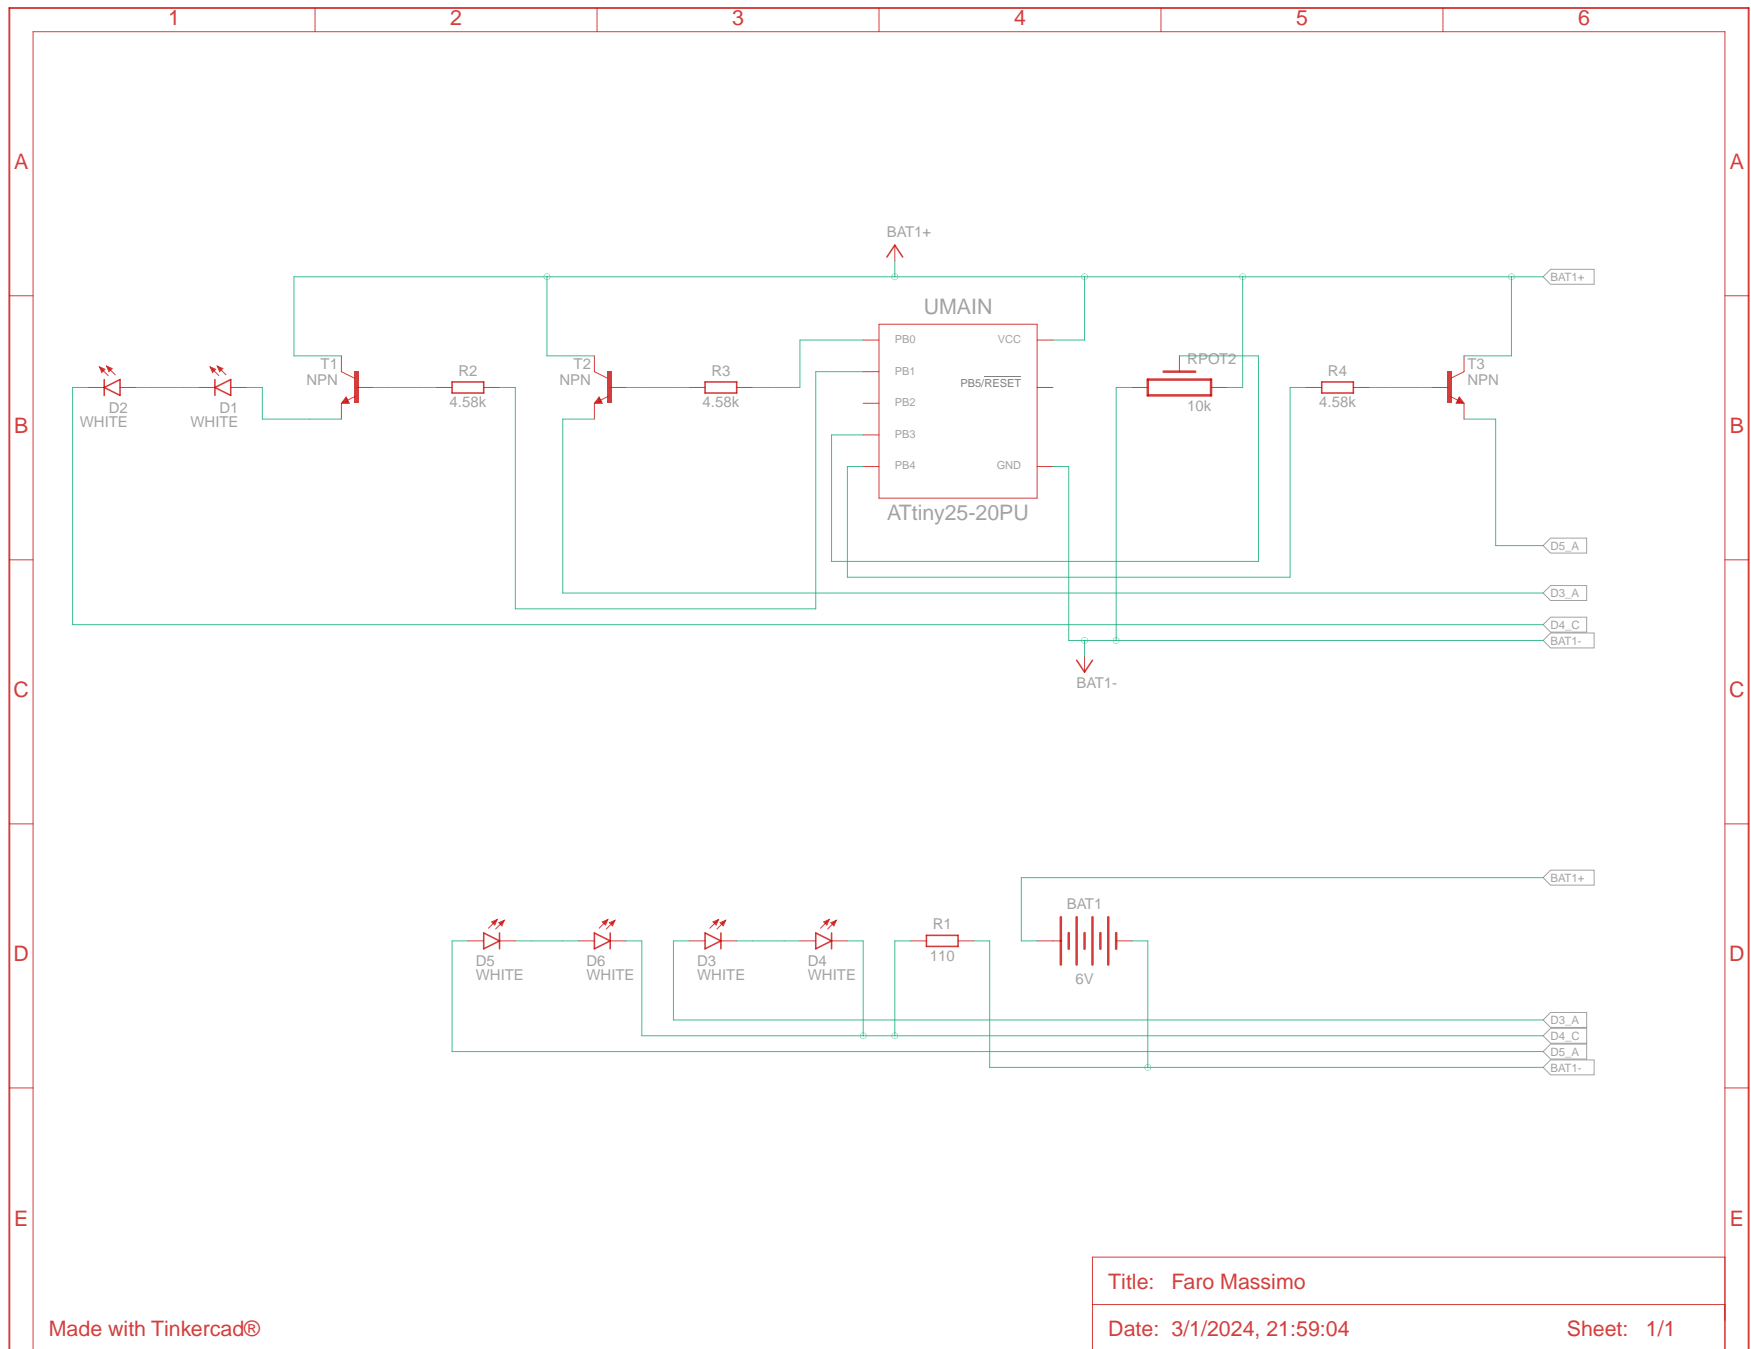 1 2 3 4 5 6
A A
BAT1+
BAT1+
UMAIN
B B
PB0 VCC
T1
NPN
R2
4.58k
T2
NPN
R3
4.58k
PB1
PB5/RESET
PB2
PB3
PB4 GND
ATtiny25-20PU
RPOT2
10k
R4
4.58k
T3
NPN
D2
WHITE
D1
WHITE
D5_A
D3_A
D4_C
BAT1-
BAT1-
C C
BAT1+
BAT1
6V
R1
110
D D
D5
WHITE
D6
WHITE
D3
WHITE
D4
WHITE
D3_A
D4_C
D5_A
BAT1-
E E
Title: Faro Massimo
Made with Tinkercad®
Date: 3/1/2024, 21:59:04 Sheet: 1/1